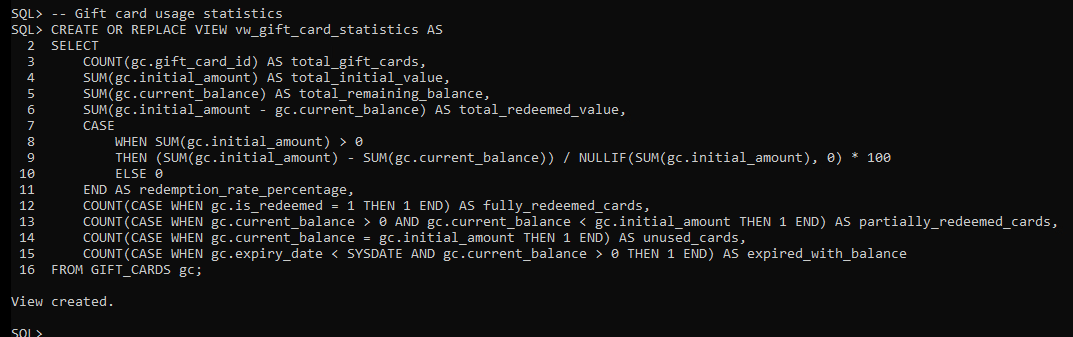 SQL> -- Gift card usage statistics
SQL> CREATE OR REPLACE VIEW vw_gift_card_statistics AS
  2  SELECT
  3      COUNT(gc.gift_card_id) AS total_gift_cards,
  4      SUM(gc.initial_amount) AS total_initial_value,
  5      SUM(gc.current_balance) AS total_remaining_balance,
  6      SUM(gc.initial_amount - gc.current_balance) AS total_redeemed_value,
  7      CASE
  8          WHEN SUM(gc.initial_amount) > 0
  9          THEN (SUM(gc.initial_amount) - SUM(gc.current_balance)) / NULLIF(SUM(gc.initial_amount), 0) * 100
 10          ELSE 0
 11      END AS redemption_rate_percentage,
 12      COUNT(CASE WHEN gc.is_redeemed = 1 THEN 1 END) AS fully_redeemed_cards,
 13      COUNT(CASE WHEN gc.current_balance > 0 AND gc.current_balance < gc.initial_amount THEN 1 END) AS partially_redeemed_cards,
 14      COUNT(CASE WHEN gc.current_balance = gc.initial_amount THEN 1 END) AS unused_cards,
 15      COUNT(CASE WHEN gc.expiry_date < SYSDATE AND gc.current_balance > 0 THEN 1 END) AS expired_with_balance
 16  FROM GIFT_CARDS gc;
View created.
SQL>